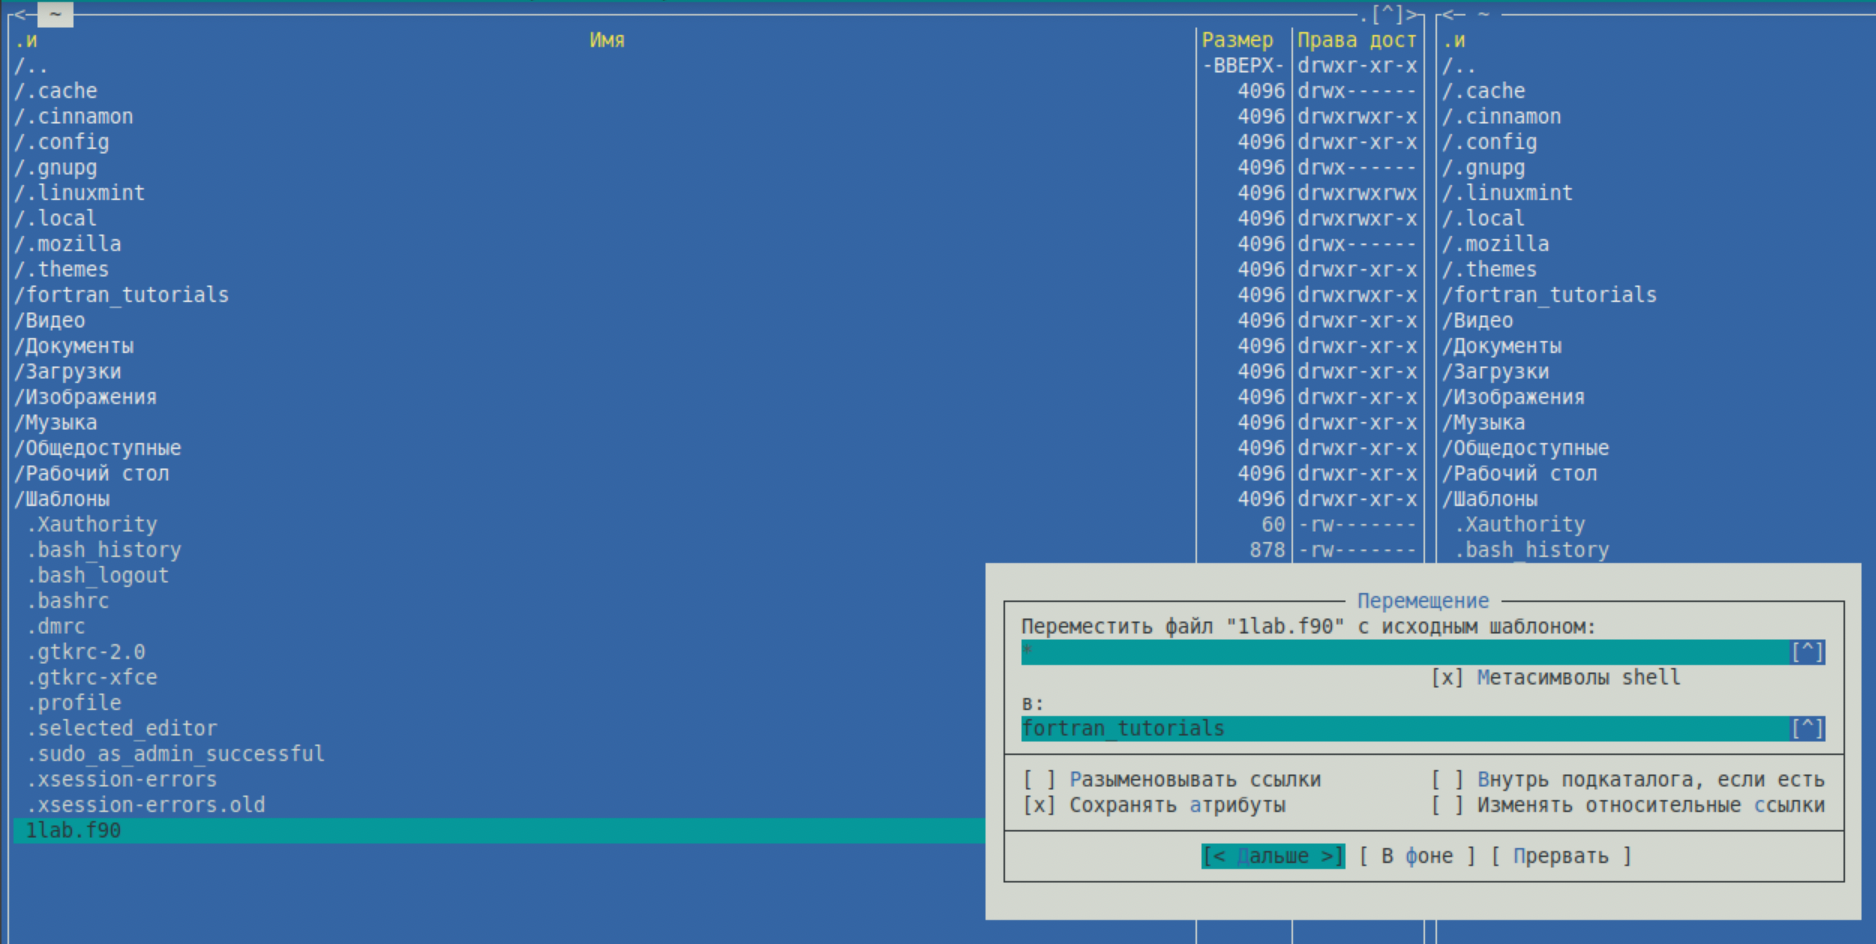 <— ~ .[^]> <— ~
.и Имя Размер Права дост .и
/.. -ВВЕРХ- drwxr-xr-x /..
/.cache 4096 drwx------ /.cache
/.cinnamon 4096 drwxrwxr-x /.cinnamon
/.config 4096 drwxr-xr-x /.config
/.gnupg 4096 drwx------ /.gnupg
/.linuxmint 4096 drwxrwxrwx /.linuxmint
/.local 4096 drwxrwxr-x /.local
/.mozilla 4096 drwx------ /.mozilla
/.themes 4096 drwxr-xr-x /.themes
/fortran_tutorials 4096 drwxrwxr-x /fortran_tutorials
/Видео 4096 drwxr-xr-x /Видео
/Документы 4096 drwxr-xr-x /Документы
/Загрузки 4096 drwxr-xr-x /Загрузки
/Изображения 4096 drwxr-xr-x /Изображения
/Музыка 4096 drwxr-xr-x /Музыка
/Общедоступные 4096 drwxr-xr-x /Общедоступные
/Рабочий стол 4096 drwxr-xr-x /Рабочий стол
/Шаблоны 4096 drwxr-xr-x /Шаблоны
.Xauthority 60 -rw------- .Xauthority
.bash_history 878 -rw------- .bash_history
.bash_logout
.bashrc
.dmrc
.gtkrc-2.0
.gtkrc-xfce
.profile
.selected_editor
.sudo_as_admin_successful
.xsession-errors
.xsession-errors.old
1lab.f90
Перемещение
Переместить файл "1lab.f90" с исходным шаблоном:
* [^]
[x] Метасимволы shell
в:
fortran_tutorials [^]
[ ] Разыменовывать ссылки [ ] Внутрь подкаталога, если есть
[x] Сохранять атрибуты [ ] Изменять относительные ссылки
[< Дальше >] [ В фоне ] [ Прервать ]